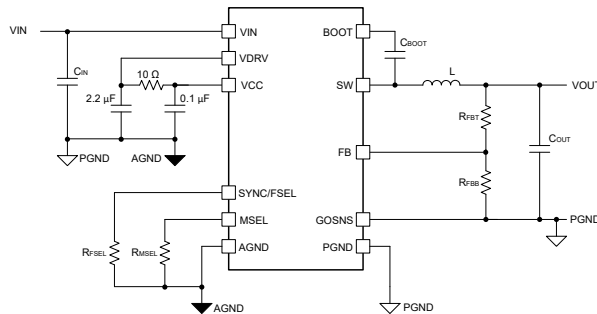 VIN
VIN
BOOT
CBOOT
VDRV
CIN
10 Ω
L
VCC
SW
VOUT
2.2 µF
0.1 µF
RFBT
COUT
PGND
AGND
FB
RFBB
SYNC/FSEL
MSEL
GOSNS
PGND
RFSEL
RMSEL
AGND
PGND
AGND
PGND